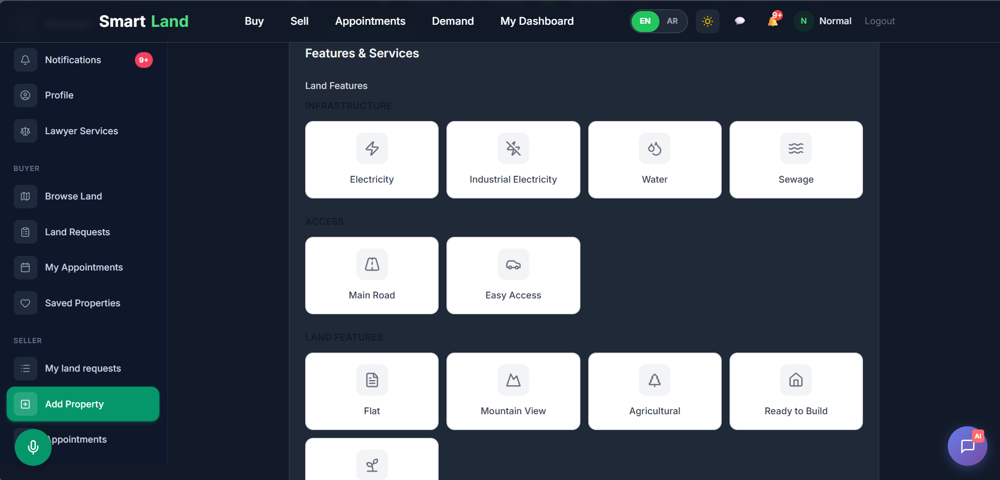 Smart Land
Buy
Sell
Appointments
Demand
My Dashboard
EN
AR
9+
N
Normal
Logout
Notifications
9+
Profile
Lawyer Services
BUYER
Browse Land
Land Requests
My Appointments
Saved Properties
SELLER
My land requests
Add Property
Appointments
Features & Services
Land Features
INFRASTRUCTURE
Electricity
Industrial Electricity
Water
Sewage
ACCESS
Main Road
Easy Access
LAND FEATURES
Flat
Mountain View
Agricultural
Ready to Build
AI